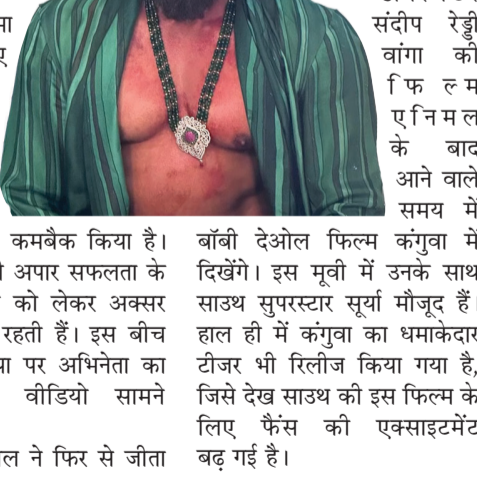 कमबैक किया है।
अपार सफलता के
को लेकर अक्सर
रहती हैं। इस बीच
पर अभिनेता का
वीडियो सामने
ने फिर से जीता
संदीप रेड्डी
वांगा की
फिल्म
एनिमल
के बाद
आने वाले
समय में
बॉबी देओल फिल्म कंगुवा में
दिखेंगे। इस मूवी में उनके साथ
साउथ सुपरस्टार सूर्या मौजूद हैं।
हाल ही में कंगुवा का धमाकेदार
टीजर भी रिलीज किया गया है,
जिसे देख साउथ की इस फिल्म के
लिए फैंस की एक्साइटमेंट
बढ़ गई है।